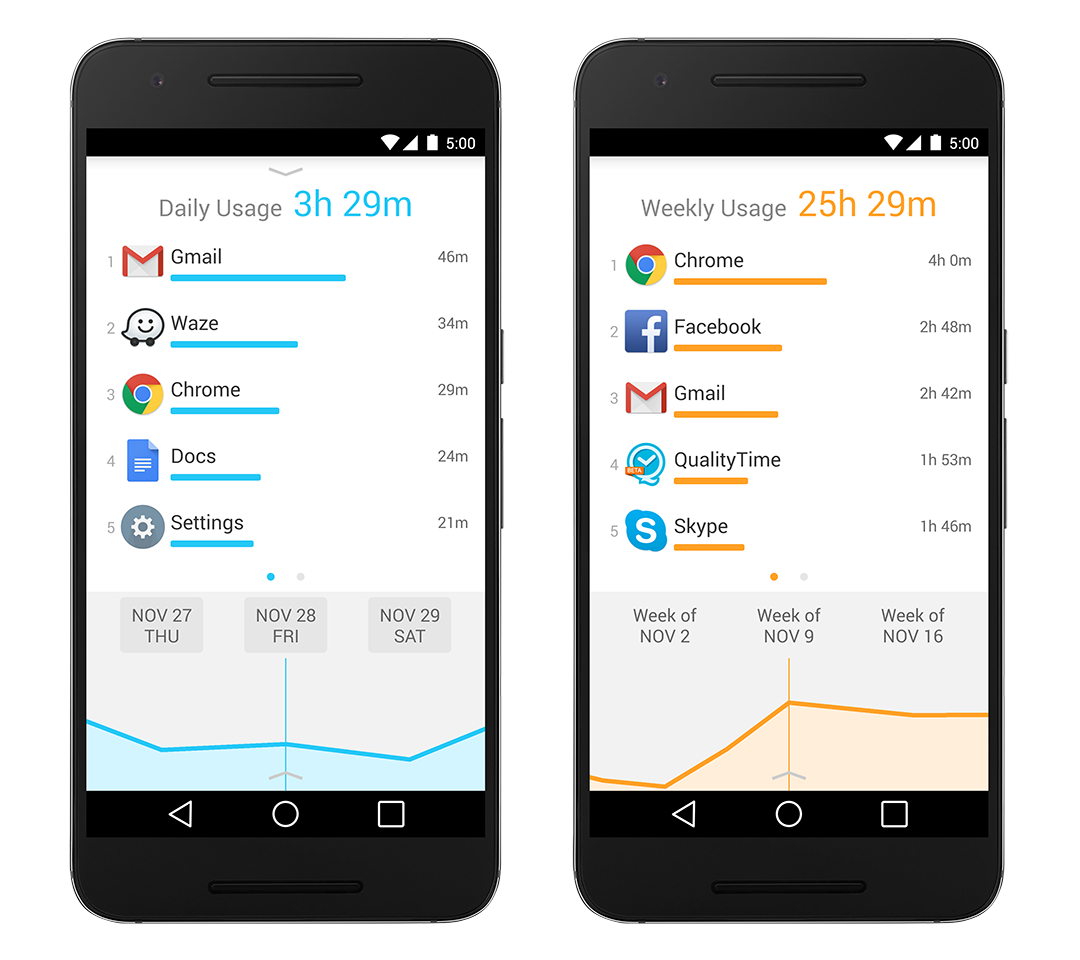 5:00
Daily Usage 3h 29m
1 Gmail 46m
2 Waze 34m
3 Chrome 29m
4 Docs 24m
5 Settings 21m
NOV 27 NOV 28 NOV 29
THU FRI SAT
5:00
Weekly Usage 25h 29m
1 Chrome 4h 0m
2 Facebook 2h 48m
3 Gmail 2h 42m
4 BETA QualityTime 1h 53m
5 Skype 1h 46m
Week of Week of Week of
NOV 2 NOV 9 NOV 16